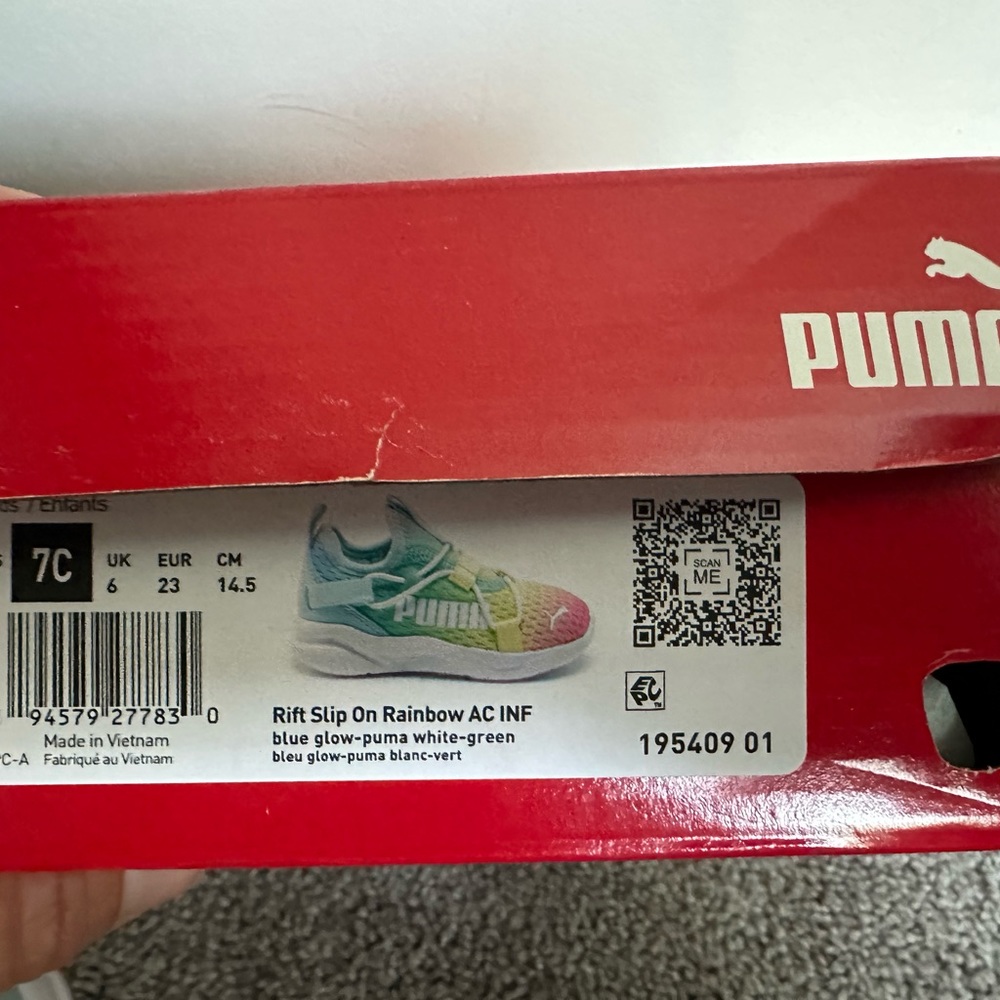 PUMA
/ Enfants
7C
UK EUR CM
6 23 14.5
PUMA
SCAN
ME
EPC™
94579 27783 0
Made in Vietnam
C-A Fabriqué au Vietnam
Rift Slip On Rainbow AC INF
blue glow-puma white-green
bleu glow-puma blanc-vert
195409 01